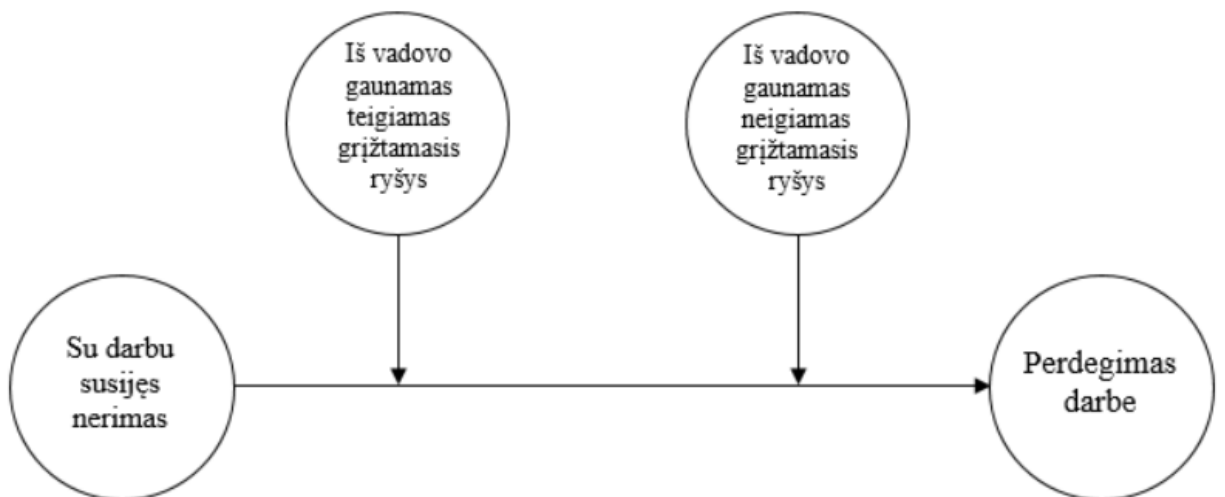 Iš vadovo
gaunamas
teigiamas
grįžtamasis
ryšys
Iš vadovo
gaunamas
neigiamas
grįžtamasis
ryšys
Su darbu
susijęs
nerimas
Perdegimas
darbe